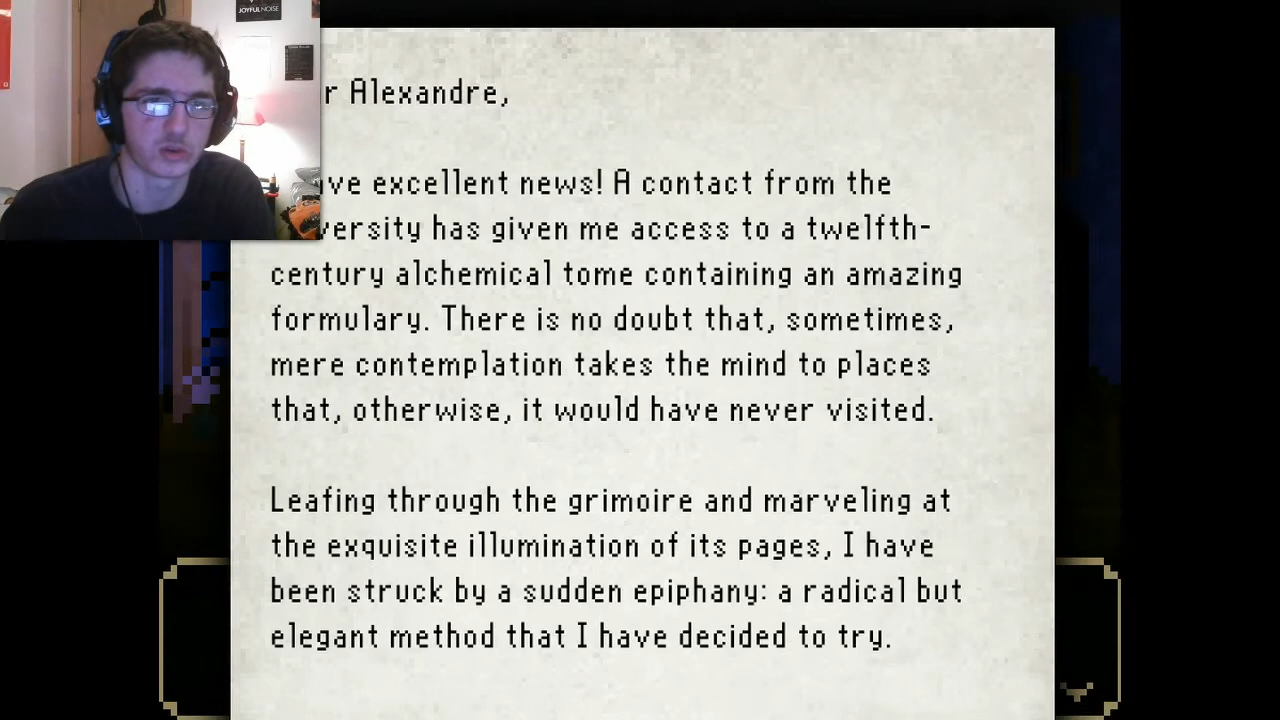 JOYFUL NOISE
r Alexandre,
ve excellent news! A contact from the
versity has given me access to a twelfth-
century alchemical tome containing an amazing
formulary. There is no doubt that, sometimes,
mere contemplation takes the mind to places
that, otherwise, it would have never visited.
Leafing through the grimoire and marveling at
the exquisite illumination of its pages, I have
been struck by a sudden epiphany: a radical but
elegant method that I have decided to try.